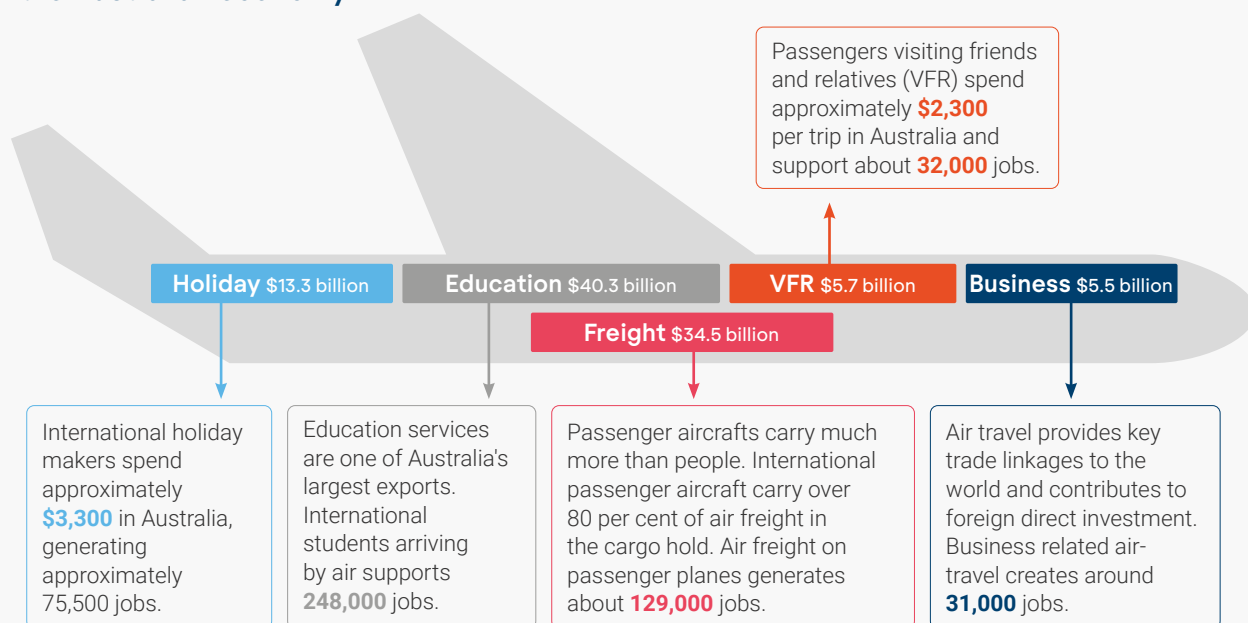 Passengers visiting friends
and relatives (VFR) spend
approximately $2,300
per trip in Australia and
support about 32,000 jobs.
Holiday $13.3 billion
Education $40.3 billion
VFR $5.7 billion
Business $5.5 billion
Freight $34.5 billion
International holiday
makers spend
approximately
$3,300 in Australia,
generating
approximately
75,500 jobs.
Education services
are one of Australia's
largest exports.
International
students arriving
by air supports
248,000 jobs.
Passenger aircrafts carry much
more than people. International
passenger aircraft carry over
80 per cent of air freight in
the cargo hold. Air freight on
passenger planes generates
about 129,000 jobs.
Air travel provides key
trade linkages to the
world and contributes to
foreign direct investment.
Business related air-
travel creates around
31,000 jobs.